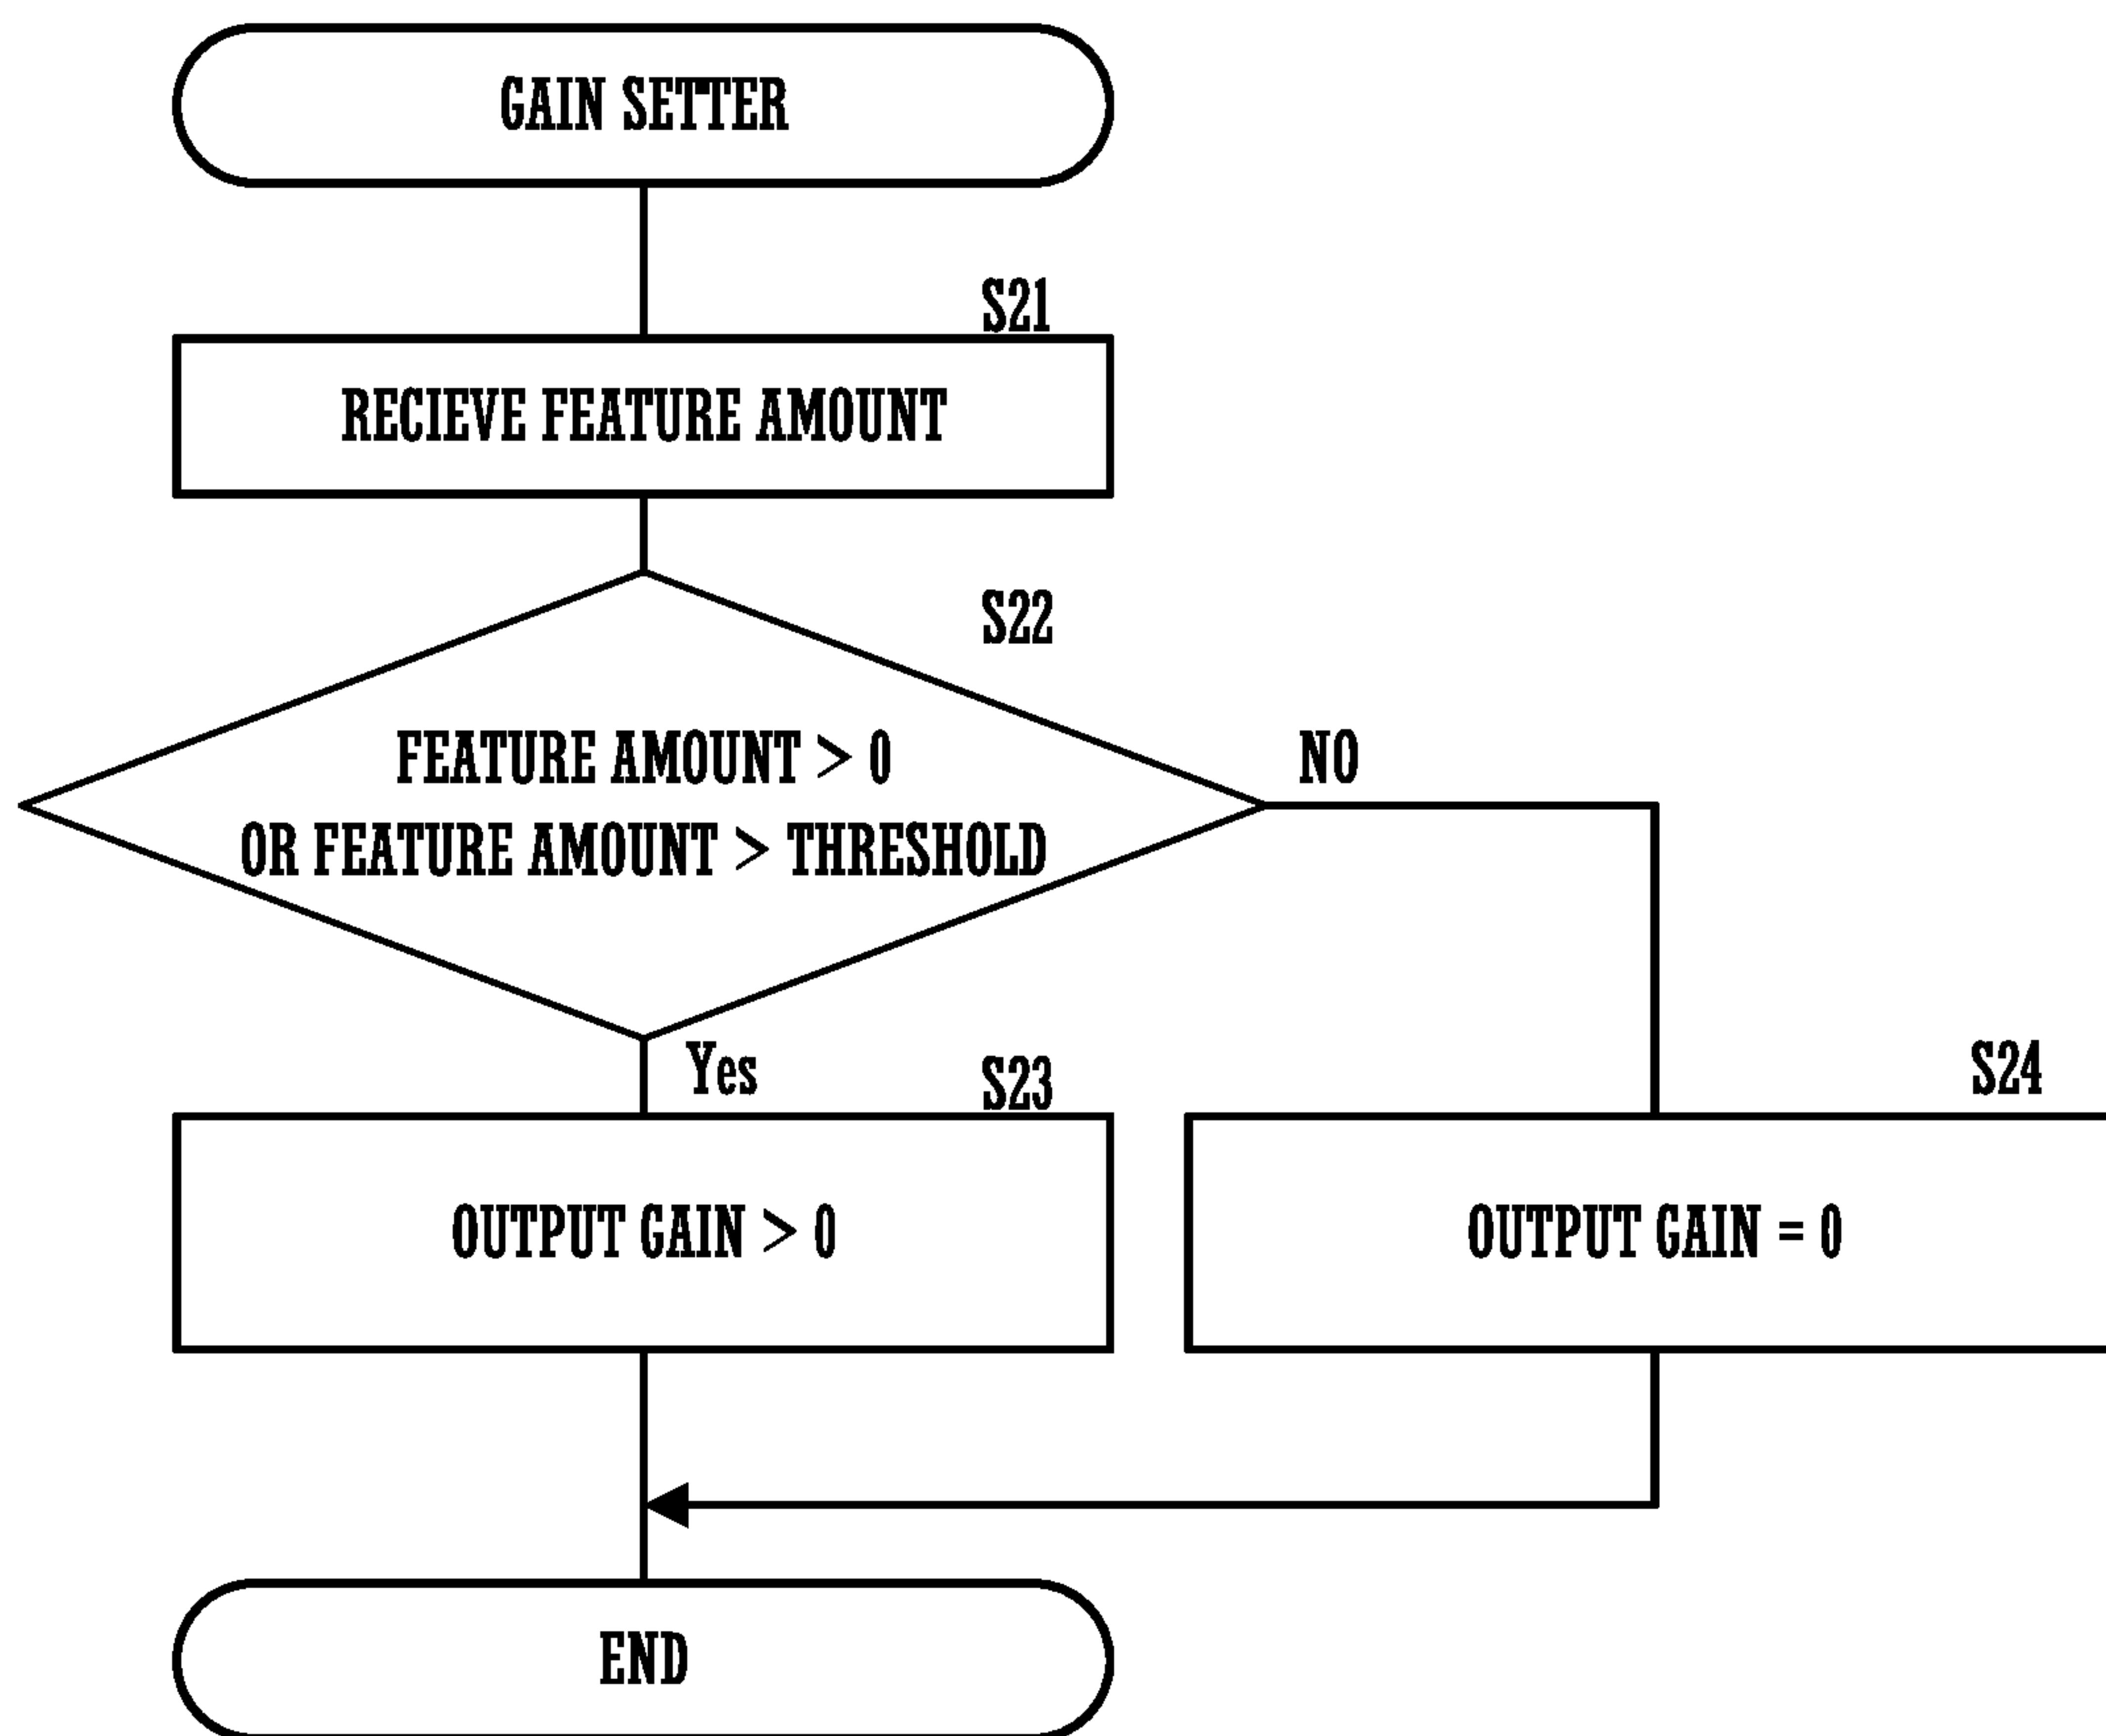 GAIN SETTER
S21
RECIEVE FEATURE AMOUNT
S22
FEATURE AMOUNT > 0
OR FEATURE AMOUNT > THRESHOLD
NO
Yes
S23
S24
OUTPUT GAIN > 0
OUTPUT GAIN = 0
END